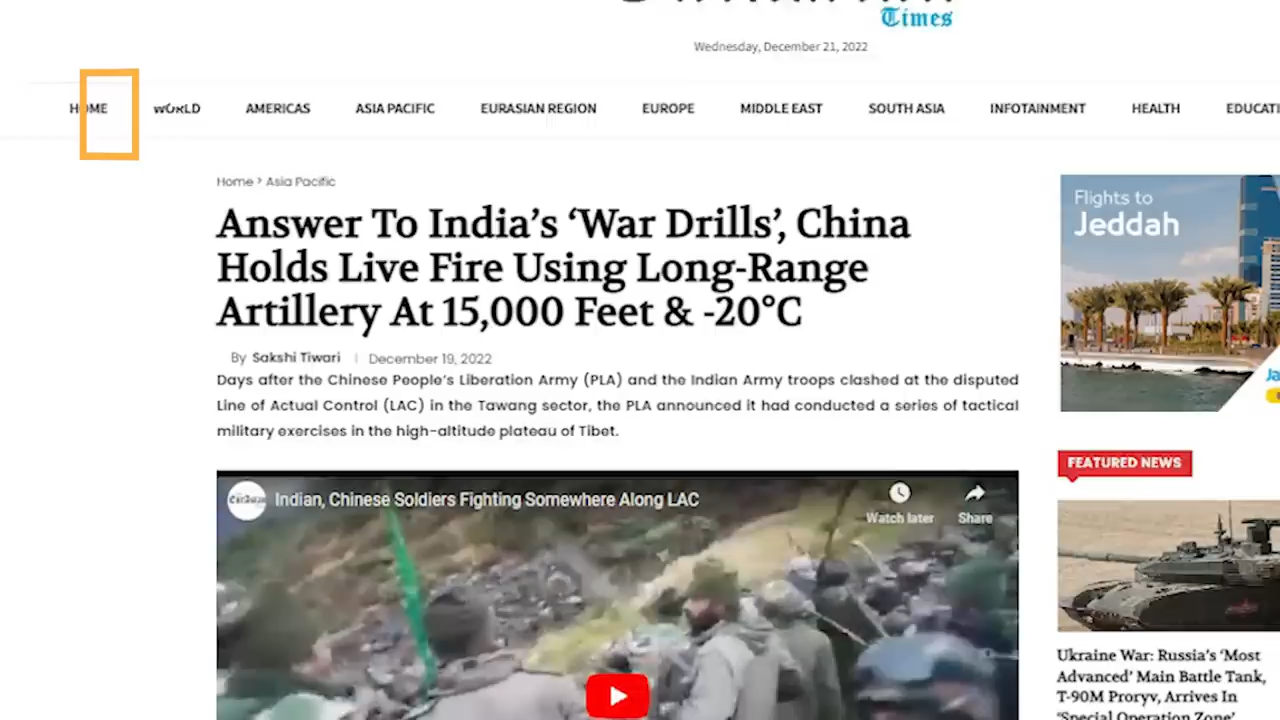 Times
Wednesday, December 21, 2022
HOME WORLD AMERICAS ASIA PACIFIC EURASIAN REGION EUROPE MIDDLE EAST SOUTH ASIA INFOTAINMENT HEALTH
Home > Asia Pacific
Answer To India's 'War Drills', China
Holds Live Fire Using Long-Range
Artillery At 15,000 Feet & -20°C
By Sakshi Tiwari | December 19, 2022
Days after the Chinese People's Liberation Army (PLA) and the Indian Army troops clashed at the disputed
Line of Actual Control (LAC) in the Tawang sector, the PLA announced it had conducted a series of tactical
military exercises in the high-altitude plateau of Tibet.
Indian, Chinese Soldiers Fighting Somewhere Along LAC
Watch later Share
Flights to
Jeddah
FEATURED NEWS
Ukraine War: Russia's 'Most
Advanced' Main Battle Tank,
T-90M Proryv, Arrives In
'Special Operation Zone'